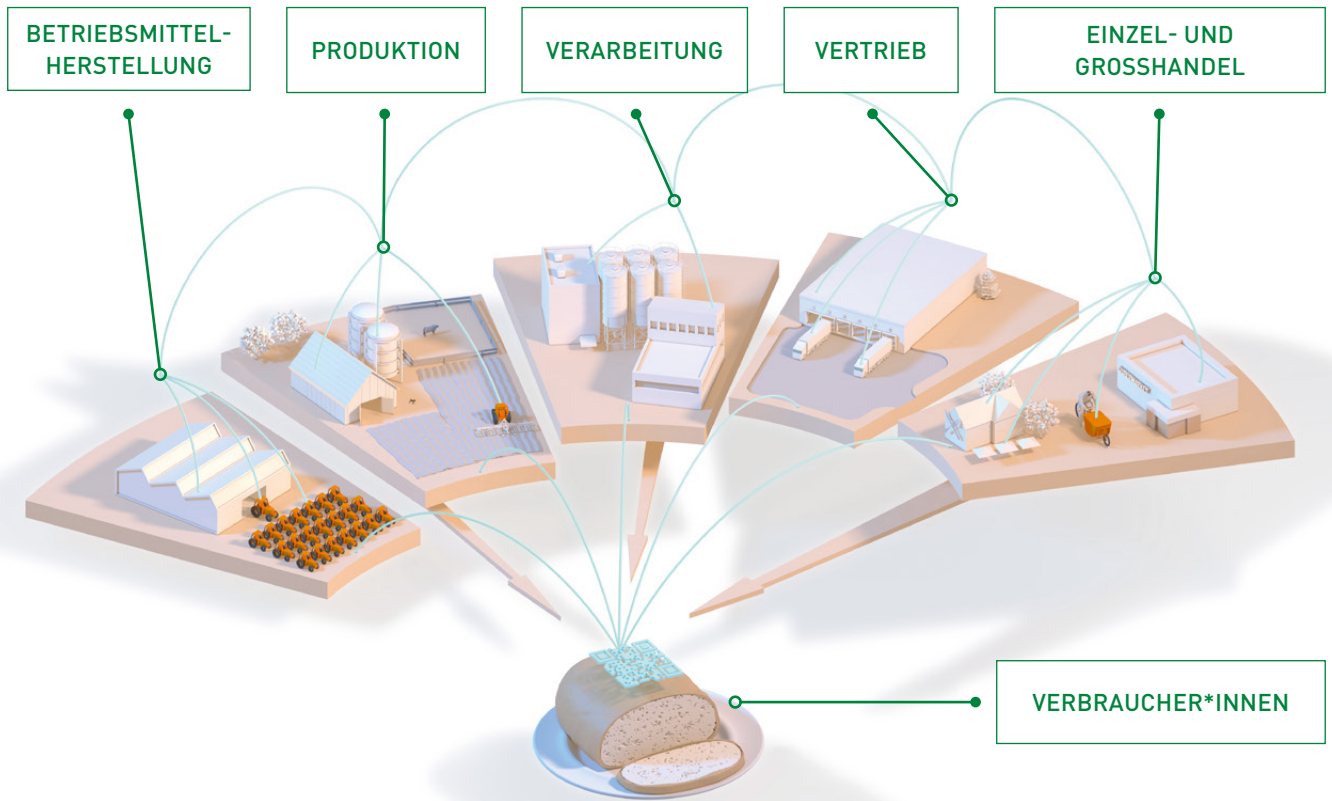 BETRIEBSMITTEL-
HERSTELLUNG
PRODUKTION
VERARBEITUNG
VERTRIEB
EINZEL- UND
GROSSHANDEL
VERBRAUCHER*INNEN